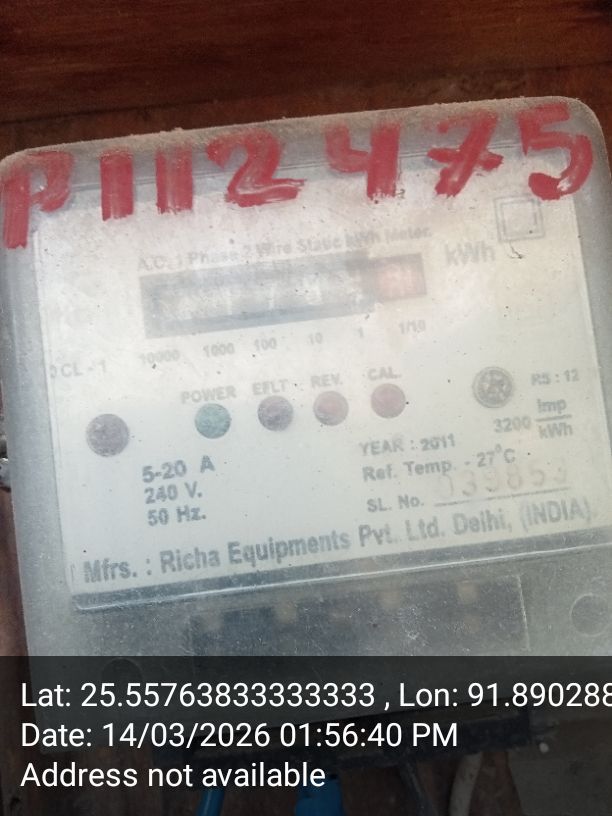 P112475
A.C. 1 Phase 2 Wire Static kWh Meter
kWh
CL - 1
10000 1000 100 10 1 1/10
POWER EFLT REV. CAL.
RS : 12
3200 imp/kWh
5-20 A
240 V.
50 Hz.
YEAR : 2011
Ref. Temp. - 27°C
SL. No.
Mfrs. : Richa Equipments Pvt. Ltd. Delhi, (INDIA).
Lat: 25.55763833333333 , Lon: 91.890288
Date: 14/03/2026 01:56:40 PM
Address not available